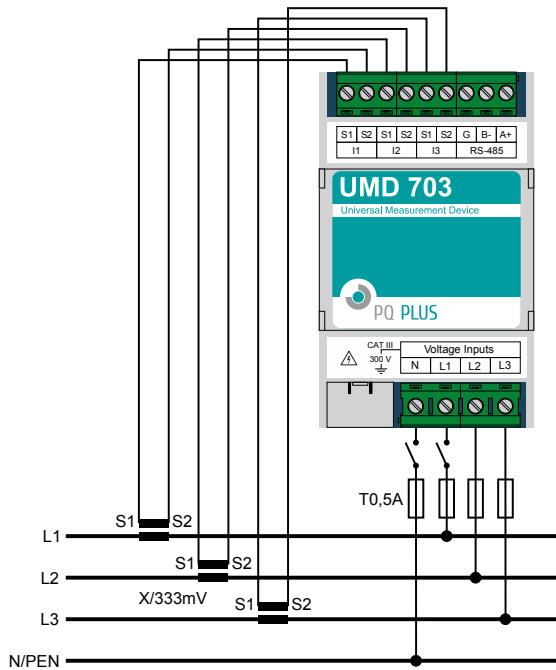 S1 S2 S1 S2 S1 S2 G B- A+
I1 I2 I3 RS-485
UMD 703
Universal Measurement Device
PQ PLUS
CAT III
300 V
Voltage Inputs
N L1 L2 L3
T0,5A
S1 S2
L1
S1 S2
L2
X/333mV
S1 S2
L3
N/PEN